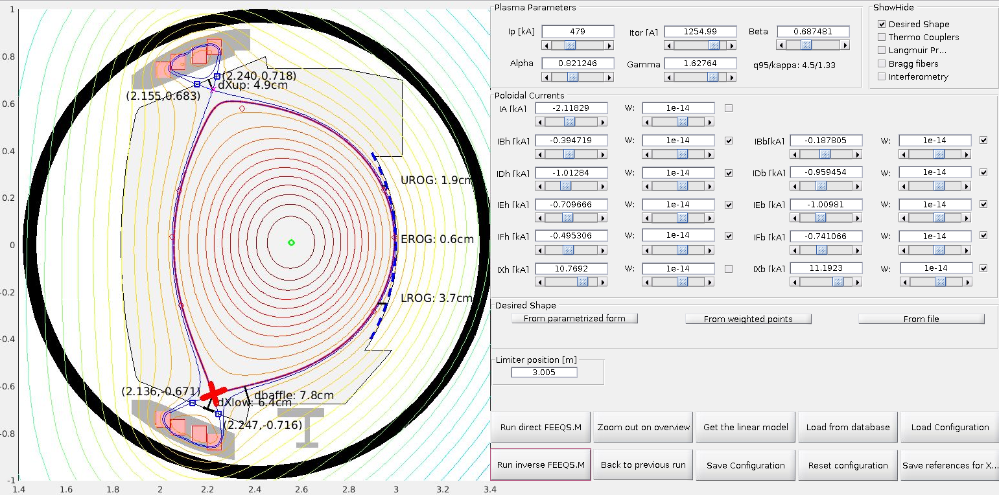 1
0.8
0.6
0.4
0.2
0
-0.2
-0.4
-0.6
-0.8
-1
1.4 1.6 1.8 2 2.2 2.4 2.6 2.8 3 3.2 3.4
(2.240,0.718)
dXup: 4.9cm
(2.155,0.683)
UROG: 1.9cm
EROG: 0.6cm
LROG: 3.7cm
(2.136,-0.671)
dbaffle: 7.8cm
dXlow: 6.4cm
(2.247,-0.716)
Plasma Parameters
Ip [kA] 479 Itor [A] 1254.99 Beta 0.687481
Alpha 0.821246 Gamma 1.62764 q95/kappa: 4.5/1.33
ShowHide
Desired Shape
Thermo Couplers
Langmuir Pr...
Bragg fibers
Interferometry
Poloidal Currents
IA [kA] -2.11829 W: 1e-14
IBh [kA] -0.394719 W: 1e-14 IBb[kA] -0.187805 W: 1e-14
IDh [kA] -1.01284 W: 1e-14 IDb [kA] -0.959454 W: 1e-14
IEh [kA] -0.709666 W: 1e-14 IEb [kA] -1.00981 W: 1e-14
IFh [kA] -0.495306 W: 1e-14 IFb [kA] -0.741066 W: 1e-14
IXh [kA] 10.7692 W: 1e-14 IXb [kA] 11.1923 W: 1e-14
Desired Shape
From parametrized form From weighted points From file
Limiter position [m]
3.005
Run direct FEEQS.M Zoom out on overview Get the linear model Load from database Load Configuration
Run inverse FEEQS.M Back to previous run Save Configuration Reset configuration Save references for X...